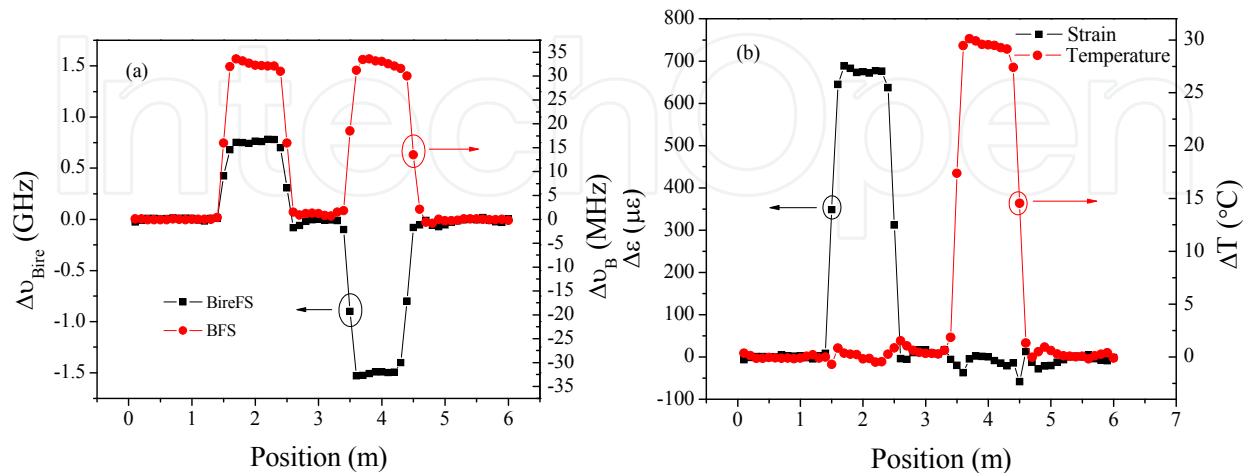 (a)
1.5
1.0
0.5
0.0
-0.5
-1.0
-1.5
Δυ_Bire (GHz)
BireFS
BFS
0 1 2 3 4 5 6
Position (m)
35
30
25
20
15
10
5
0
-5
-10
-15
-20
-25
-30
-35
Δυ_B (MHz)
(b)
800
700
600
500
400
300
200
100
0
-100
Δε (με)
Strain
Temperature
0 1 2 3 4 5 6 7
Position (m)
30
25
20
15
10
5
0
ΔT (°C)
IntechOpen